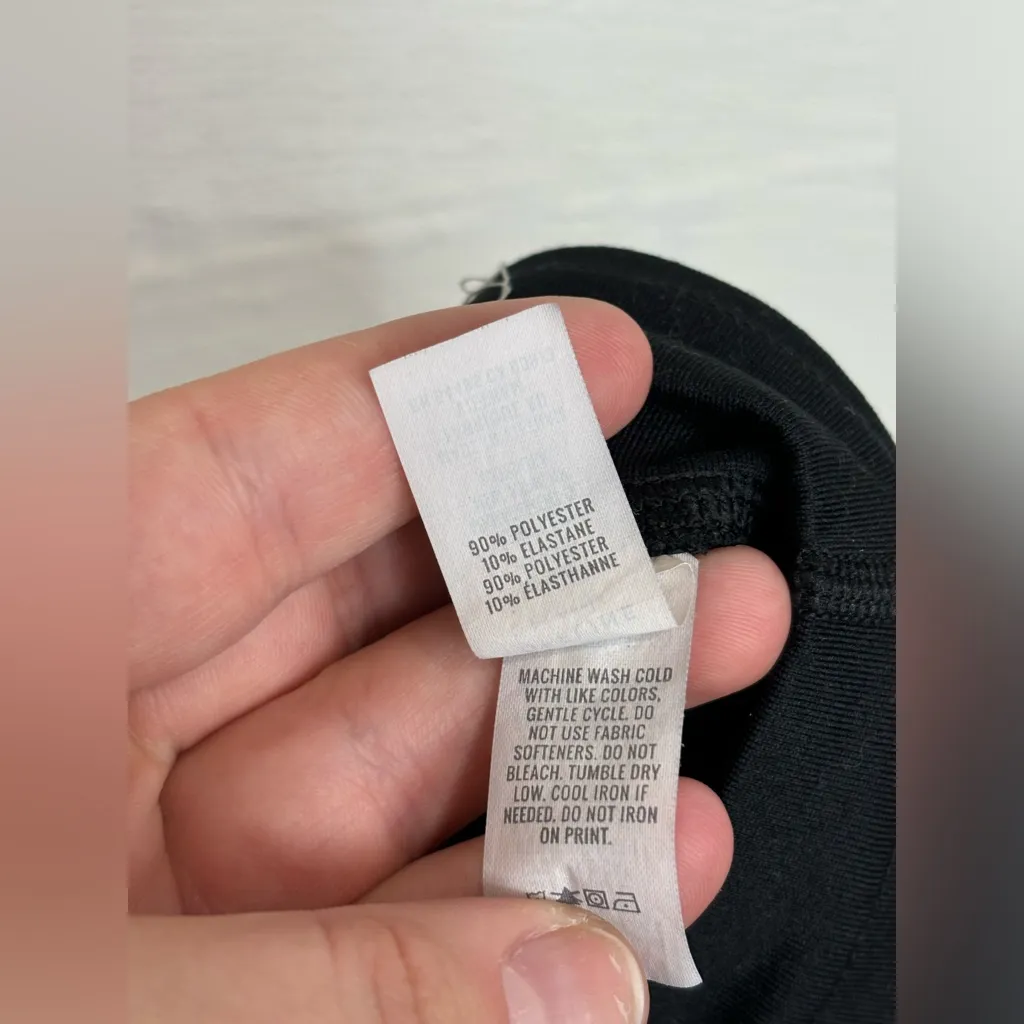 90% POLYESTER
10% ELASTANE
90% POLYESTER
10% ÉLASTHANNE
MACHINE WASH COLD
WITH LIKE COLORS,
GENTLE CYCLE. DO
NOT USE FABRIC
SOFTENERS. DO NOT
BLEACH. TUMBLE DRY
LOW. COOL IRON IF
NEEDED. DO NOT IRON
ON PRINT.